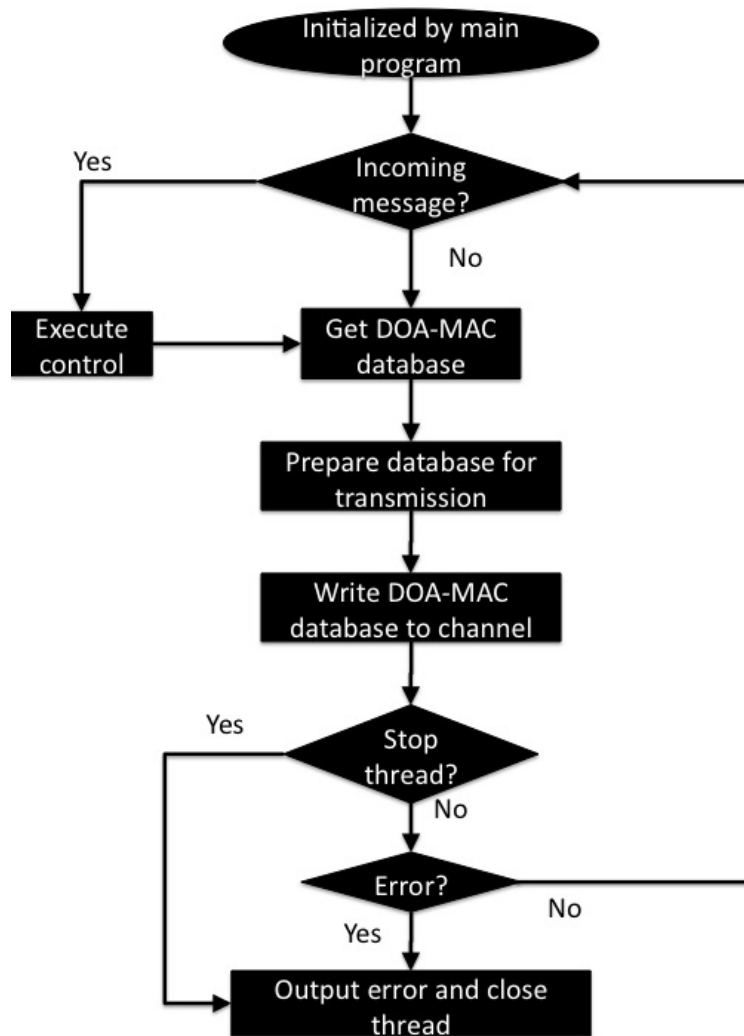 Initialized by main
program
Yes
Incoming
message?
No
Execute
control
Get DOA-MAC
database
Prepare database for
transmission
Write DOA-MAC
database to channel
Yes
Stop
thread?
No
Error?
No
Yes
Output error and close
thread